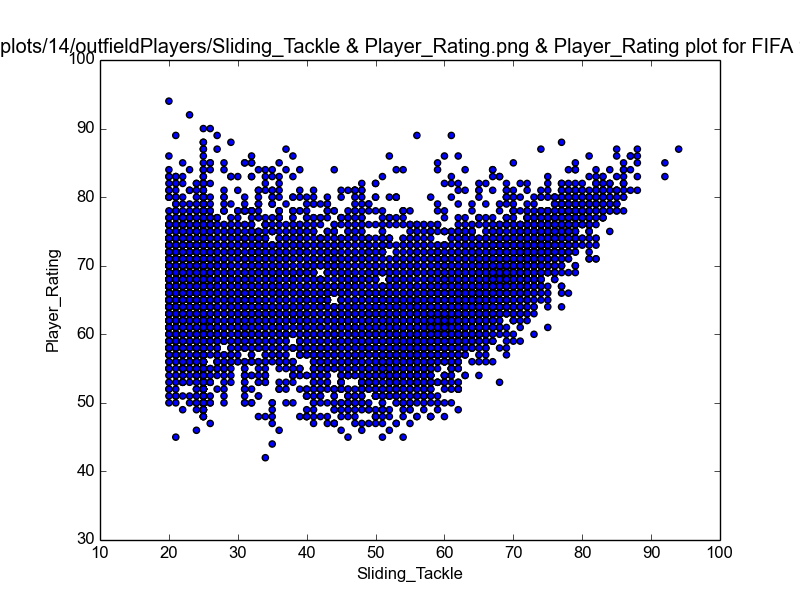 plots/14/outfieldPlayers/Sliding_Tackle & Player_Rating.png & Player_Rating plot for FIFA
100
90
80
70
60
50
40
30
Player_Rating
10 20 30 40 50 60 70 80 90 100
Sliding_Tackle